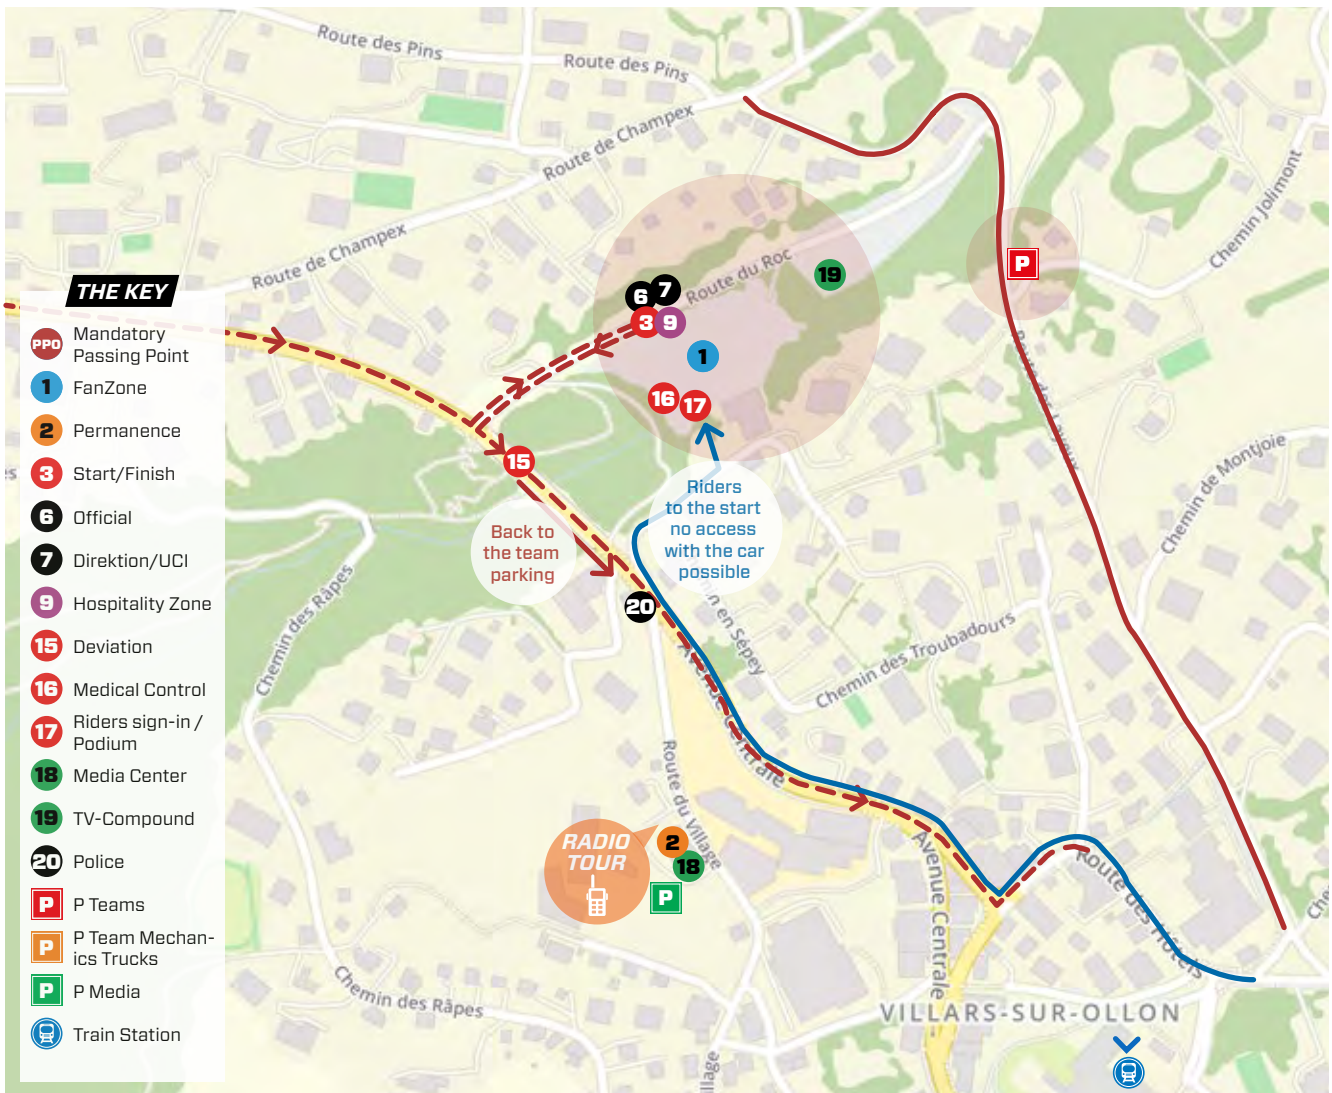 Route des Pins
Route des Pins
Route de Champex
Route de Champex
Chemin Jolimont
Route du Roc
19
P
6
7
3
9
1
16
17
15
THE KEY
PPO
Mandatory
Passing Point
1 FanZone
2 Permanence
3 Start/Finish
6 Official
7 Direktion/UCI
9 Hospitality Zone
15 Deviation
16 Medical Control
17 Riders sign-in /
Podium
18 Media Center
19 TV-Compound
20 Police
P P Teams
P P Team Mechan-
ics Trucks
P P Media
Train Station
Back to
the team
parking
Riders
to the start
no access
with the car
possible
20
Chemin de Montjoie
Chemin des Râpes
Chemin des Troubadours
Avenue Centrale
Route du Village
RADIO
TOUR
2
18
P
Avenue Centrale
Route des Hôtels
Chemin des Râpes
VILLARS-SUR-OLLON